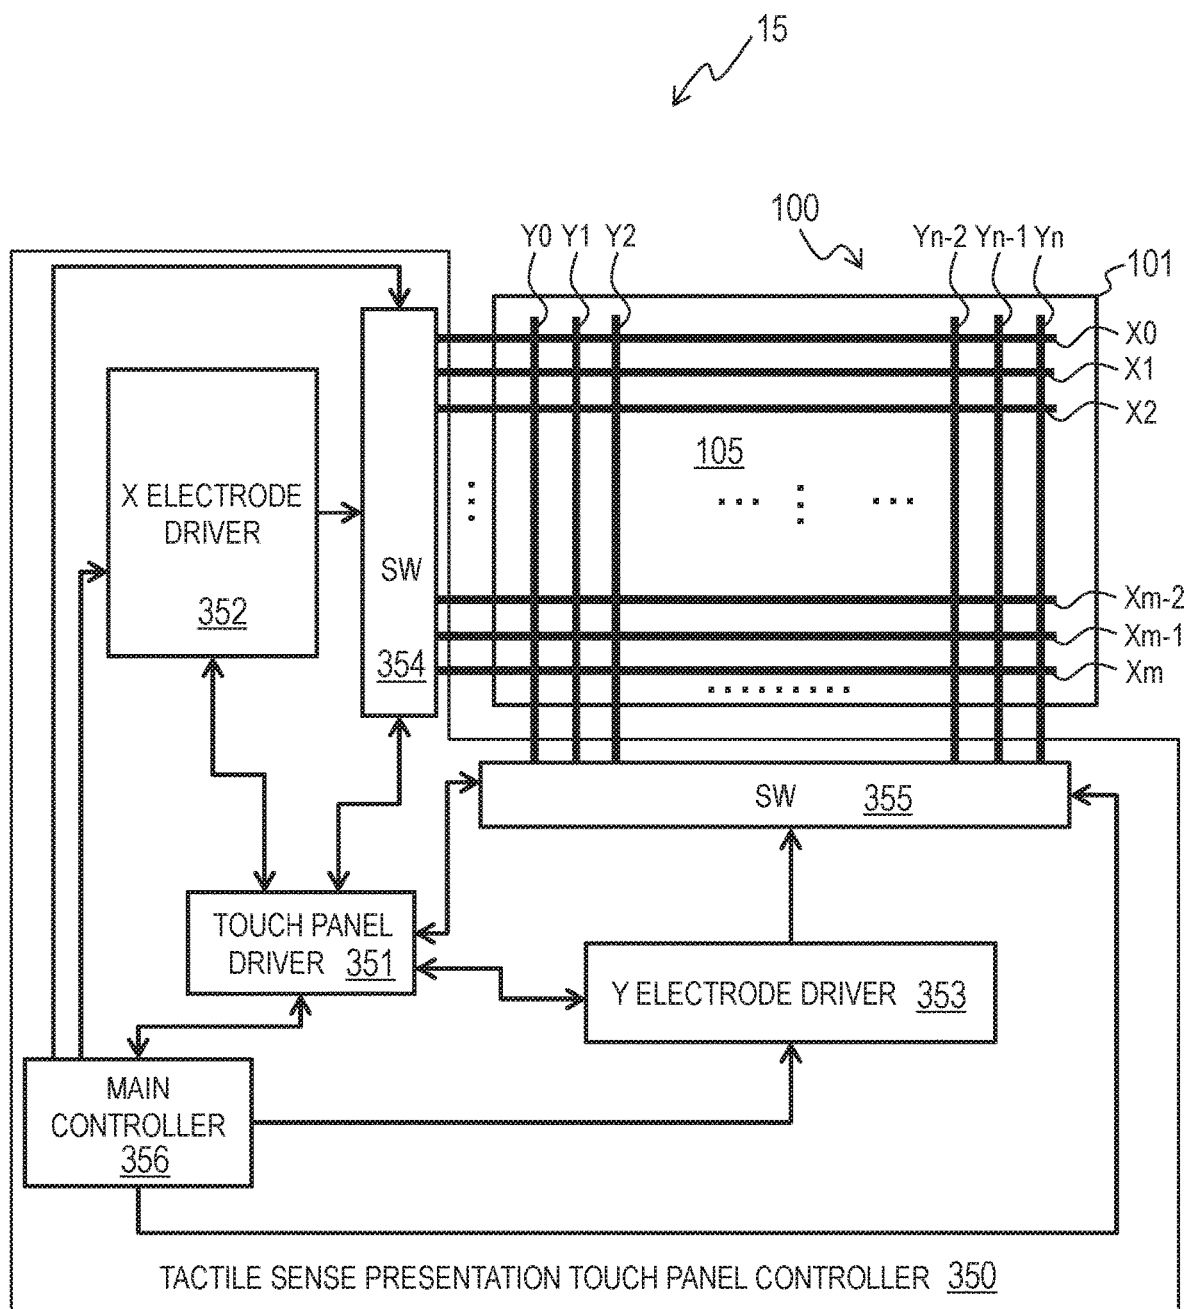 15
100
Y0 Y1 Y2
Yn-2 Yn-1 Yn
101
X0
X1
X2
105
X ELECTRODE
DRIVER
352
SW
354
Xm-2
Xm-1
Xm
SW 355
TOUCH PANEL
DRIVER 351
Y ELECTRODE DRIVER 353
MAIN
CONTROLLER
356
TACTILE SENSE PRESENTATION TOUCH PANEL CONTROLLER 350